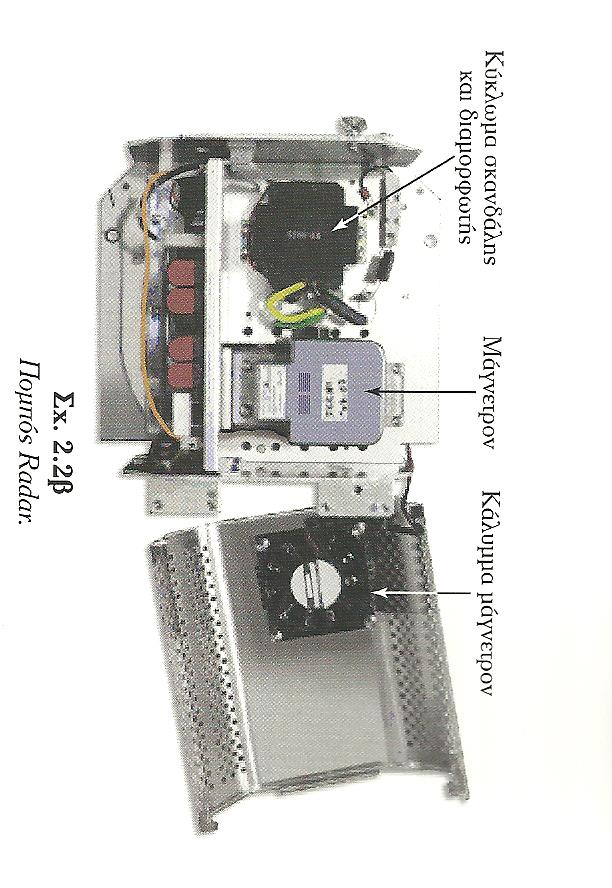 Κύκλωμα σκανδάλης
και διαμορφωτής
Μάγνετρον
Κάλυμμα μάγνετρον
Σχ. 2.2β
Πομπός Radar.